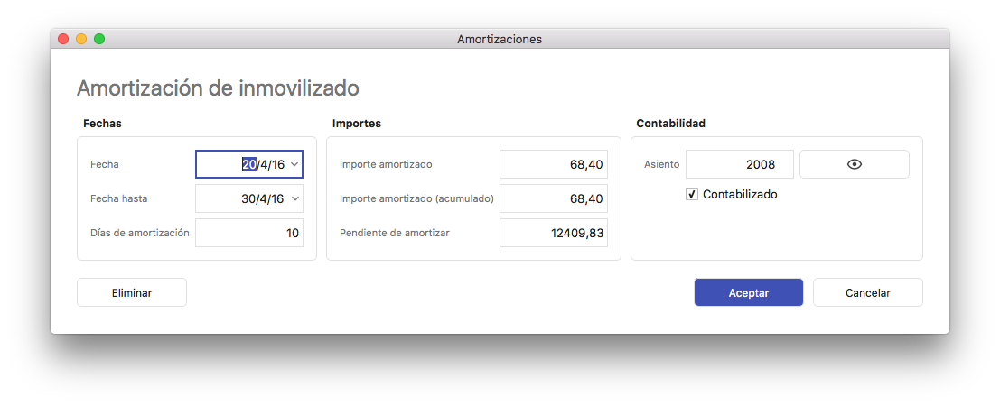 Amortizaciones
Amortización de inmovilizado
Fechas
Fecha 20/4/16
Fecha hasta 30/4/16
Días de amortización 10
Importes
Importe amortizado 68,40
Importe amortizado (acumulado) 68,40
Pendiente de amortizar 12409,83
Contabilidad
Asiento 2008
Contabilizado
Eliminar
Aceptar
Cancelar